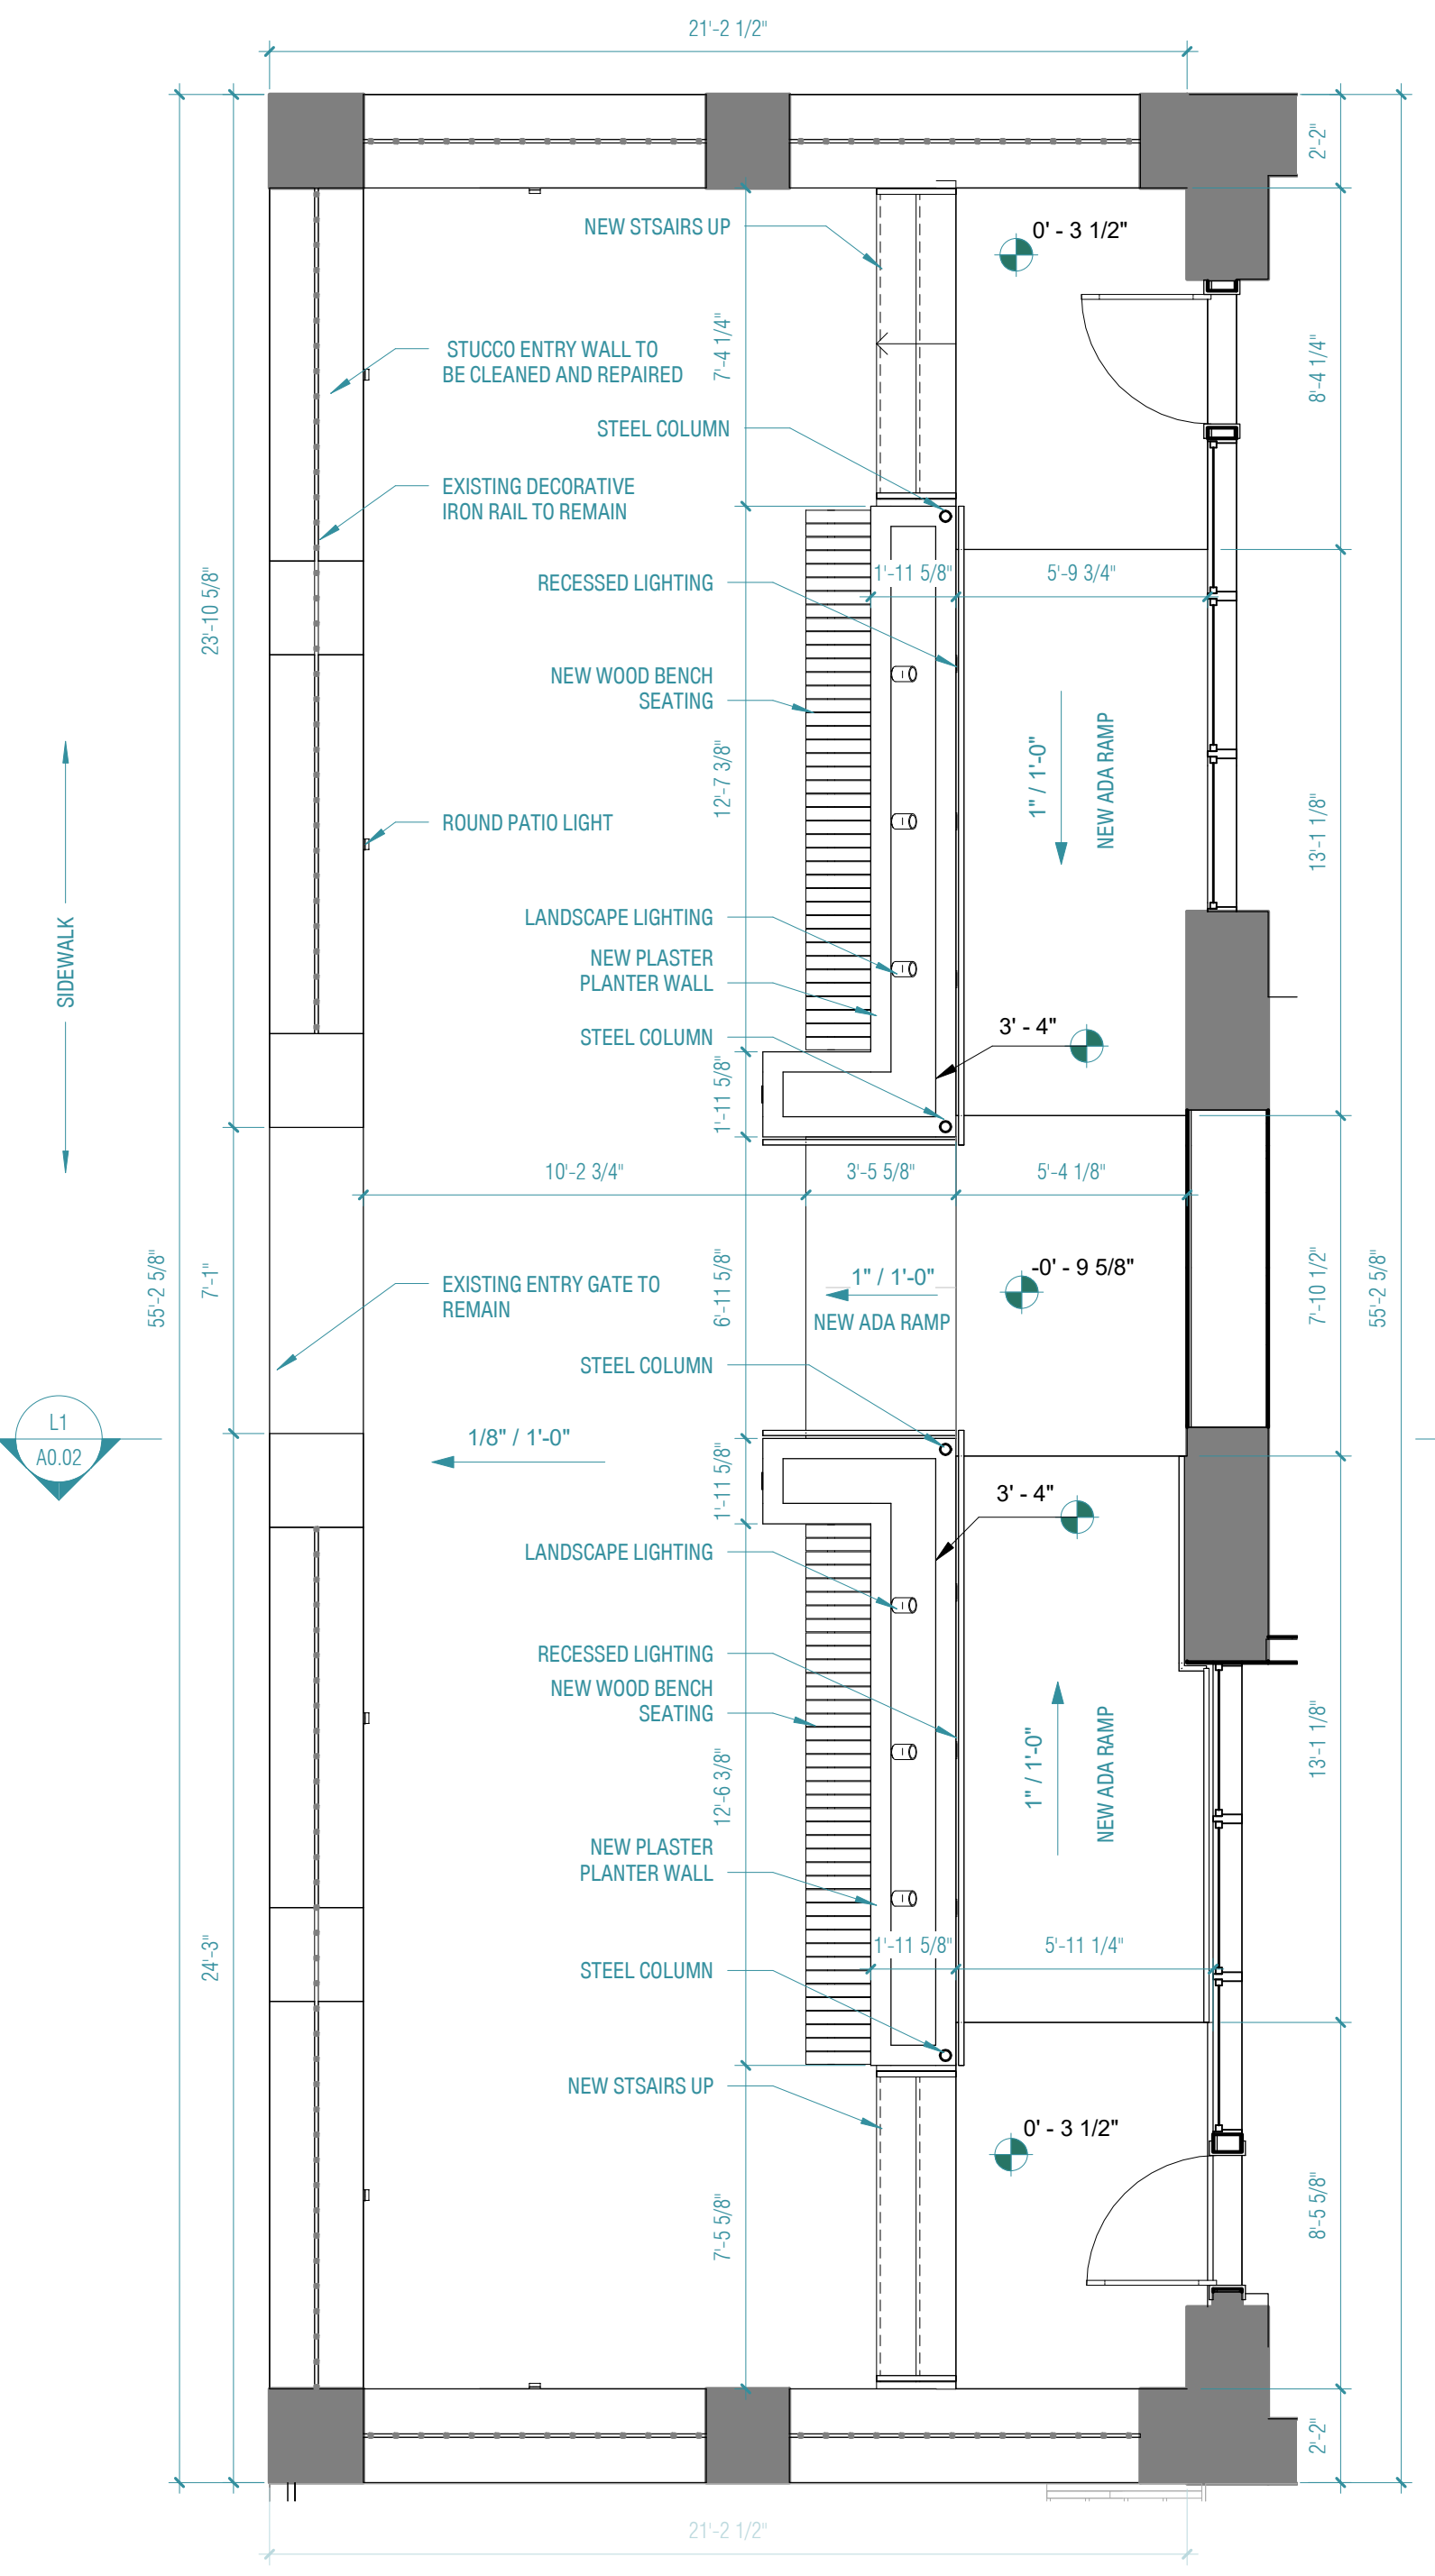 21'-2 1/2"
2'-2"
NEW STSAIRS UP
0' - 3 1/2"
STUCCO ENTRY WALL TO
BE CLEANED AND REPAIRED
7'-4 1/4"
8'-4 1/4"
STEEL COLUMN
EXISTING DECORATIVE
IRON RAIL TO REMAIN
23'-10 5/8"
RECESSED LIGHTING
1'-11 5/8"
5'-9 3/4"
NEW WOOD BENCH
SEATING
12'-7 3/8"
1" / 1'-0"
NEW ADA RAMP
13'-1 1/8"
ROUND PATIO LIGHT
SIDEWALK
LANDSCAPE LIGHTING
NEW PLASTER
PLANTER WALL
STEEL COLUMN
3' - 4"
1'-11 5/8"
10'-2 3/4"
3'-5 5/8"
5'-4 1/8"
55'-2 5/8"
7'-1"
EXISTING ENTRY GATE TO
REMAIN
6'-11 5/8"
1" / 1'-0"
NEW ADA RAMP
-0' - 9 5/8"
7'-10 1/2"
55'-2 5/8"
STEEL COLUMN
L1
A0.02
1/8" / 1'-0"
1'-11 5/8"
3' - 4"
LANDSCAPE LIGHTING
RECESSED LIGHTING
NEW WOOD BENCH
SEATING
12'-6 3/8"
1" / 1'-0"
NEW ADA RAMP
13'-1 1/8"
NEW PLASTER
PLANTER WALL
24'-3"
1'-11 5/8"
5'-11 1/4"
STEEL COLUMN
NEW STSAIRS UP
0' - 3 1/2"
7'-5 5/8"
8'-5 5/8"
2'-2"
21'-2 1/2"